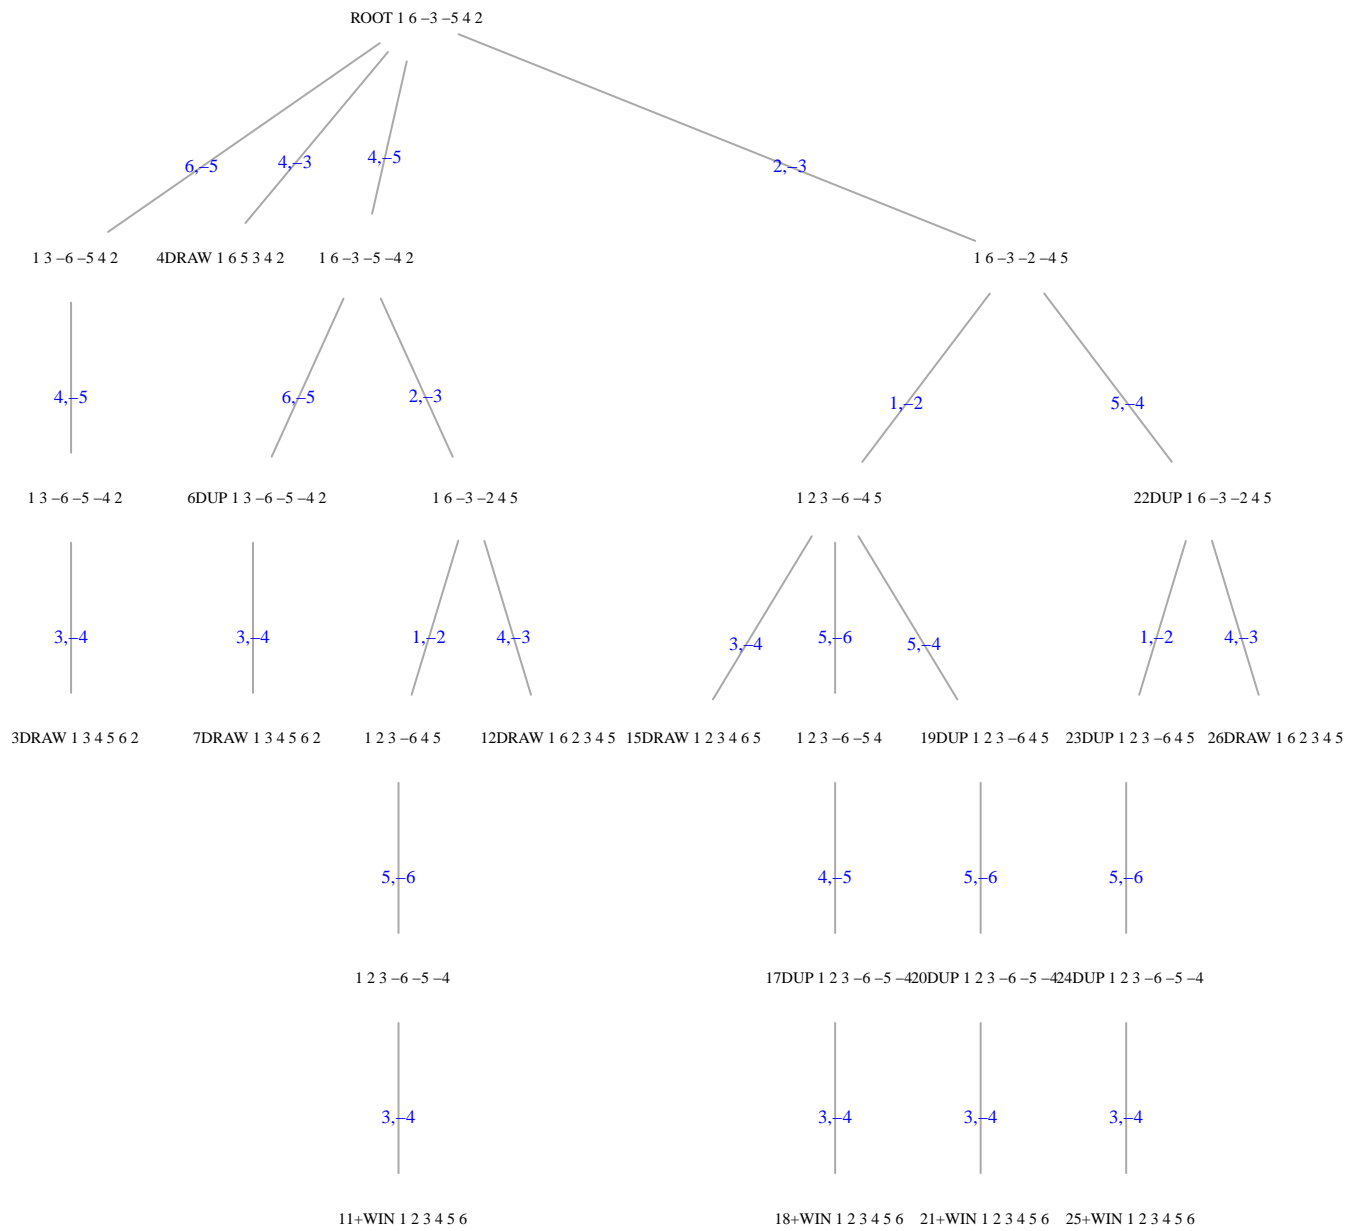 ROOT 1 6 –3 –5 4 2
6,–5
4,–3
4,–5
2,–3
1 3 –6 –5 4 2
4DRAW 1 6 5 3 4 2
1 6 –3 –5 –4 2
1 6 –3 –2 –4 5
4,–5
6,–5
2,–3
1,–2
5,–4
1 3 –6 –5 –4 2
6DUP 1 3 –6 –5 –4 2
1 6 –3 –2 4 5
1 2 3 –6 –4 5
22DUP 1 6 –3 –2 4 5
3,–4
3,–4
1,–2
4,–3
3,–4
5,–6
5,–4
1,–2
4,–3
3DRAW 1 3 4 5 6 2
7DRAW 1 3 4 5 6 2
1 2 3 –6 4 5
12DRAW 1 6 2 3 4 5
15DRAW 1 2 3 4 6 5
1 2 3 –6 –5 4
19DUP 1 2 3 –6 4 5
23DUP 1 2 3 –6 4 5
26DRAW 1 6 2 3 4 5
5,–6
4,–5
5,–6
5,–6
1 2 3 –6 –5 –4
17DUP 1 2 3 –6 –5 –4
20DUP 1 2 3 –6 –5 –4
24DUP 1 2 3 –6 –5 –4
3,–4
3,–4
3,–4
3,–4
11+WIN 1 2 3 4 5 6
18+WIN 1 2 3 4 5 6
21+WIN 1 2 3 4 5 6
25+WIN 1 2 3 4 5 6